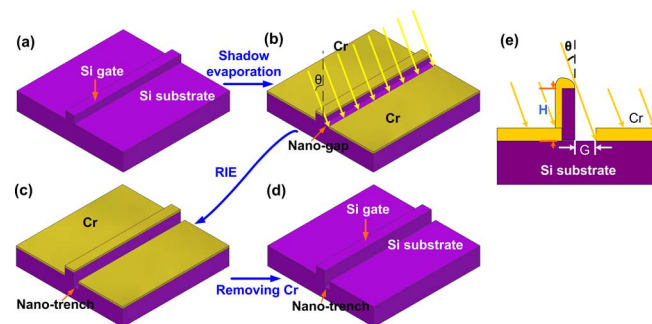 (a)
Si gate
Si substrate
Shadow
evaporation
(b)
Cr
θ
Cr
Nano-gap
(e)
θ
H
Cr
G
Si substrate
RIE
(c)
Cr
Nano-trench
Removing Cr
(d)
Si gate
Si substrate
Nano-trench